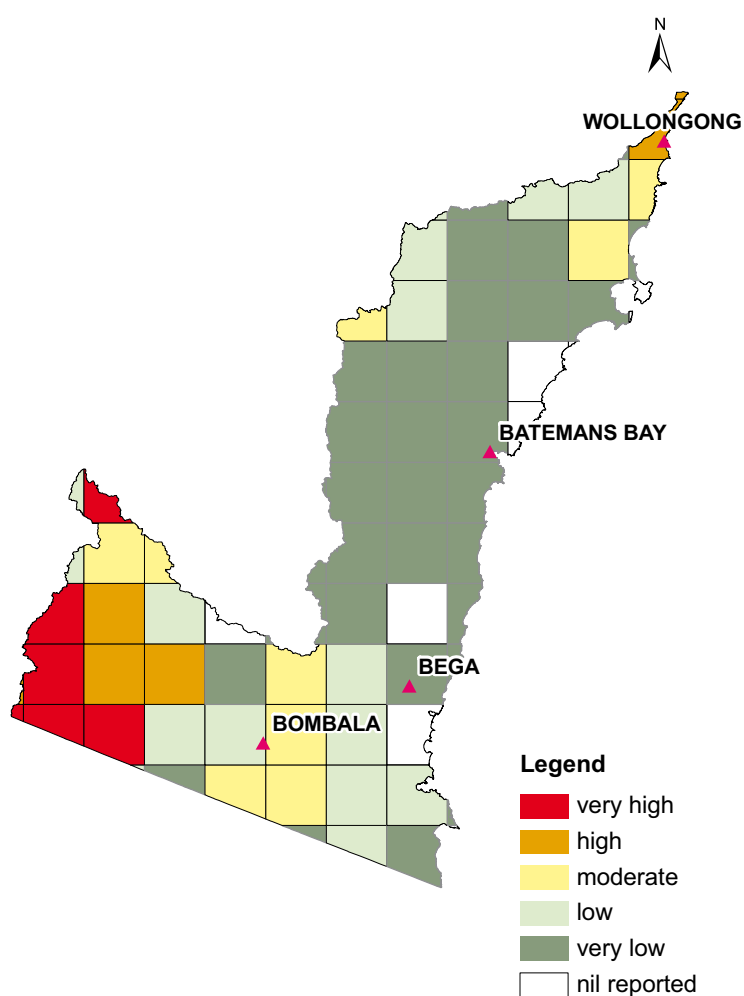 N
WOLLONGONG
BATEMANS BAY
BEGA
BOMBALA
Legend
very high
high
moderate
low
very low
nil reported